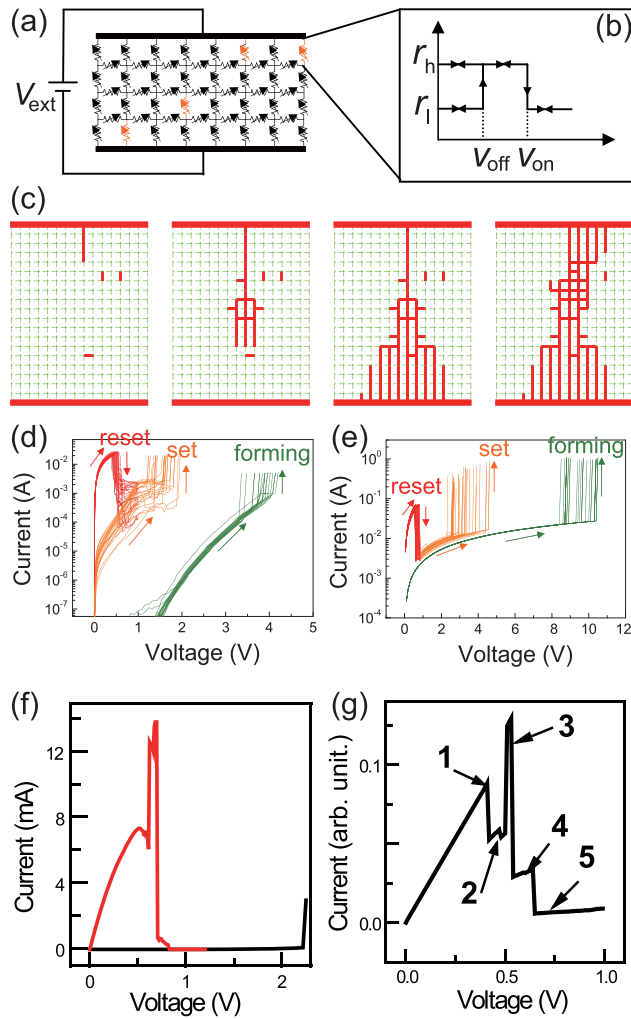 (a)
V_ext
(b)
r_h
r_l
v_off v_on
(c)
(d)
reset set forming
Current (A)
10^-2
10^-3
10^-4
10^-5
10^-6
10^-7
0 1 2 3 4 5
Voltage (V)
(e)
reset set forming
Current (A)
10^0
10^-1
10^-2
10^-3
10^-4
0 2 4 6 8 10 12
Voltage (V)
(f)
Current (mA)
12
8
4
0
0 1 2
Voltage (V)
(g)
Current (arb. unit.)
0.1
0.0
1
2
3
4
5
0.0 0.5 1.0
Voltage (V)